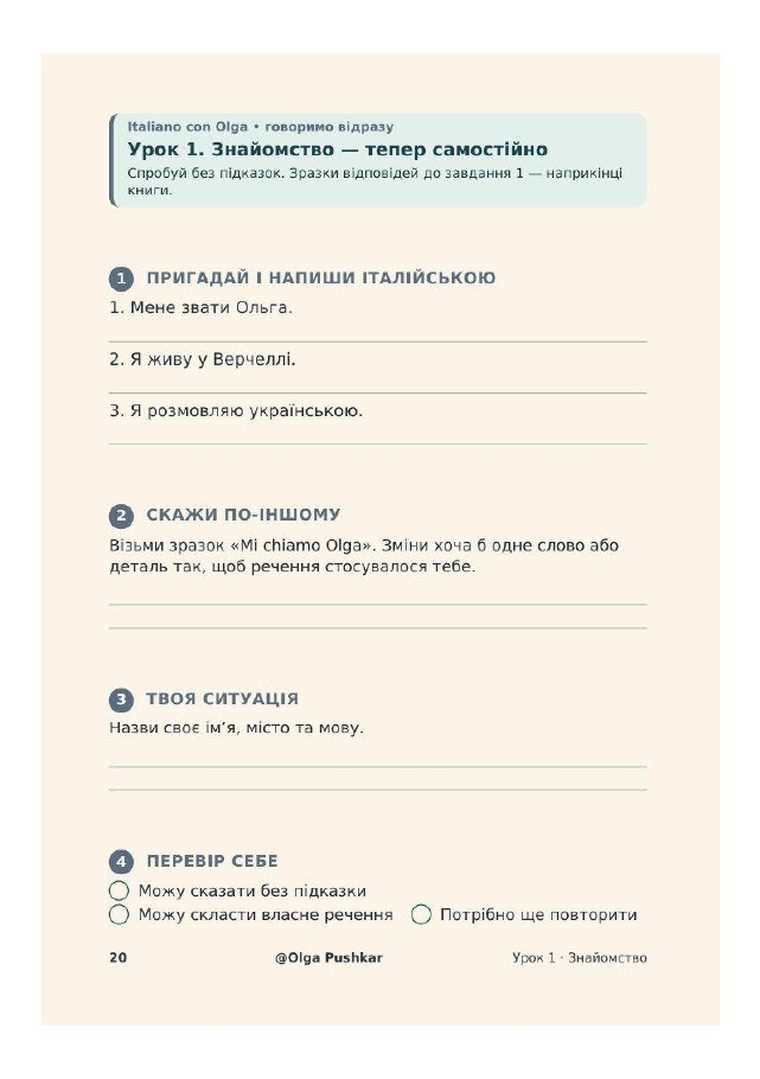 Italiano con Olga • говоримо відразу
Урок 1. Знайомство — тепер самостійно
Спробуй без підказок. Зразки відповідей до завдання 1 — наприкінці
книги.
1 ПРИГАДАЙ І НАПИШИ ІТАЛІЙСЬКОЮ
1. Мене звати Ольга.
2. Я живу у Верчеллі.
3. Я розмовляю українською.
2 СКАЖИ ПО-ІНШОМУ
Візьми зразок «Mi chiamo Olga». Зміни хоча б одне слово або
деталь так, щоб речення стосувалося тебе.
3 ТВОЯ СИТУАЦІЯ
Назви своє ім’я, місто та мову.
4 ПЕРЕВІР СЕБЕ
Можу сказати без підказки
Можу скласти власне речення Потрібно ще повторити
20 @Olga Pushkar Урок 1 · Знайомство